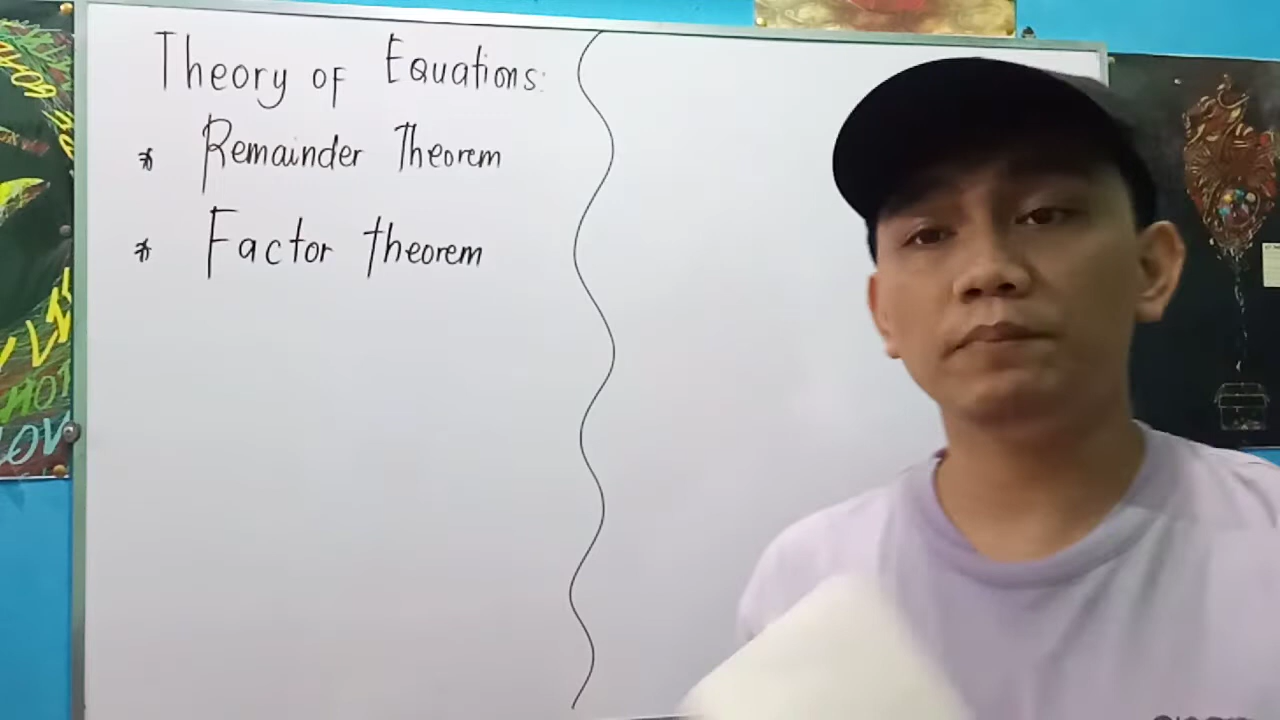 Theory of Equations:
* Remainder Theorem
* Factor theorem